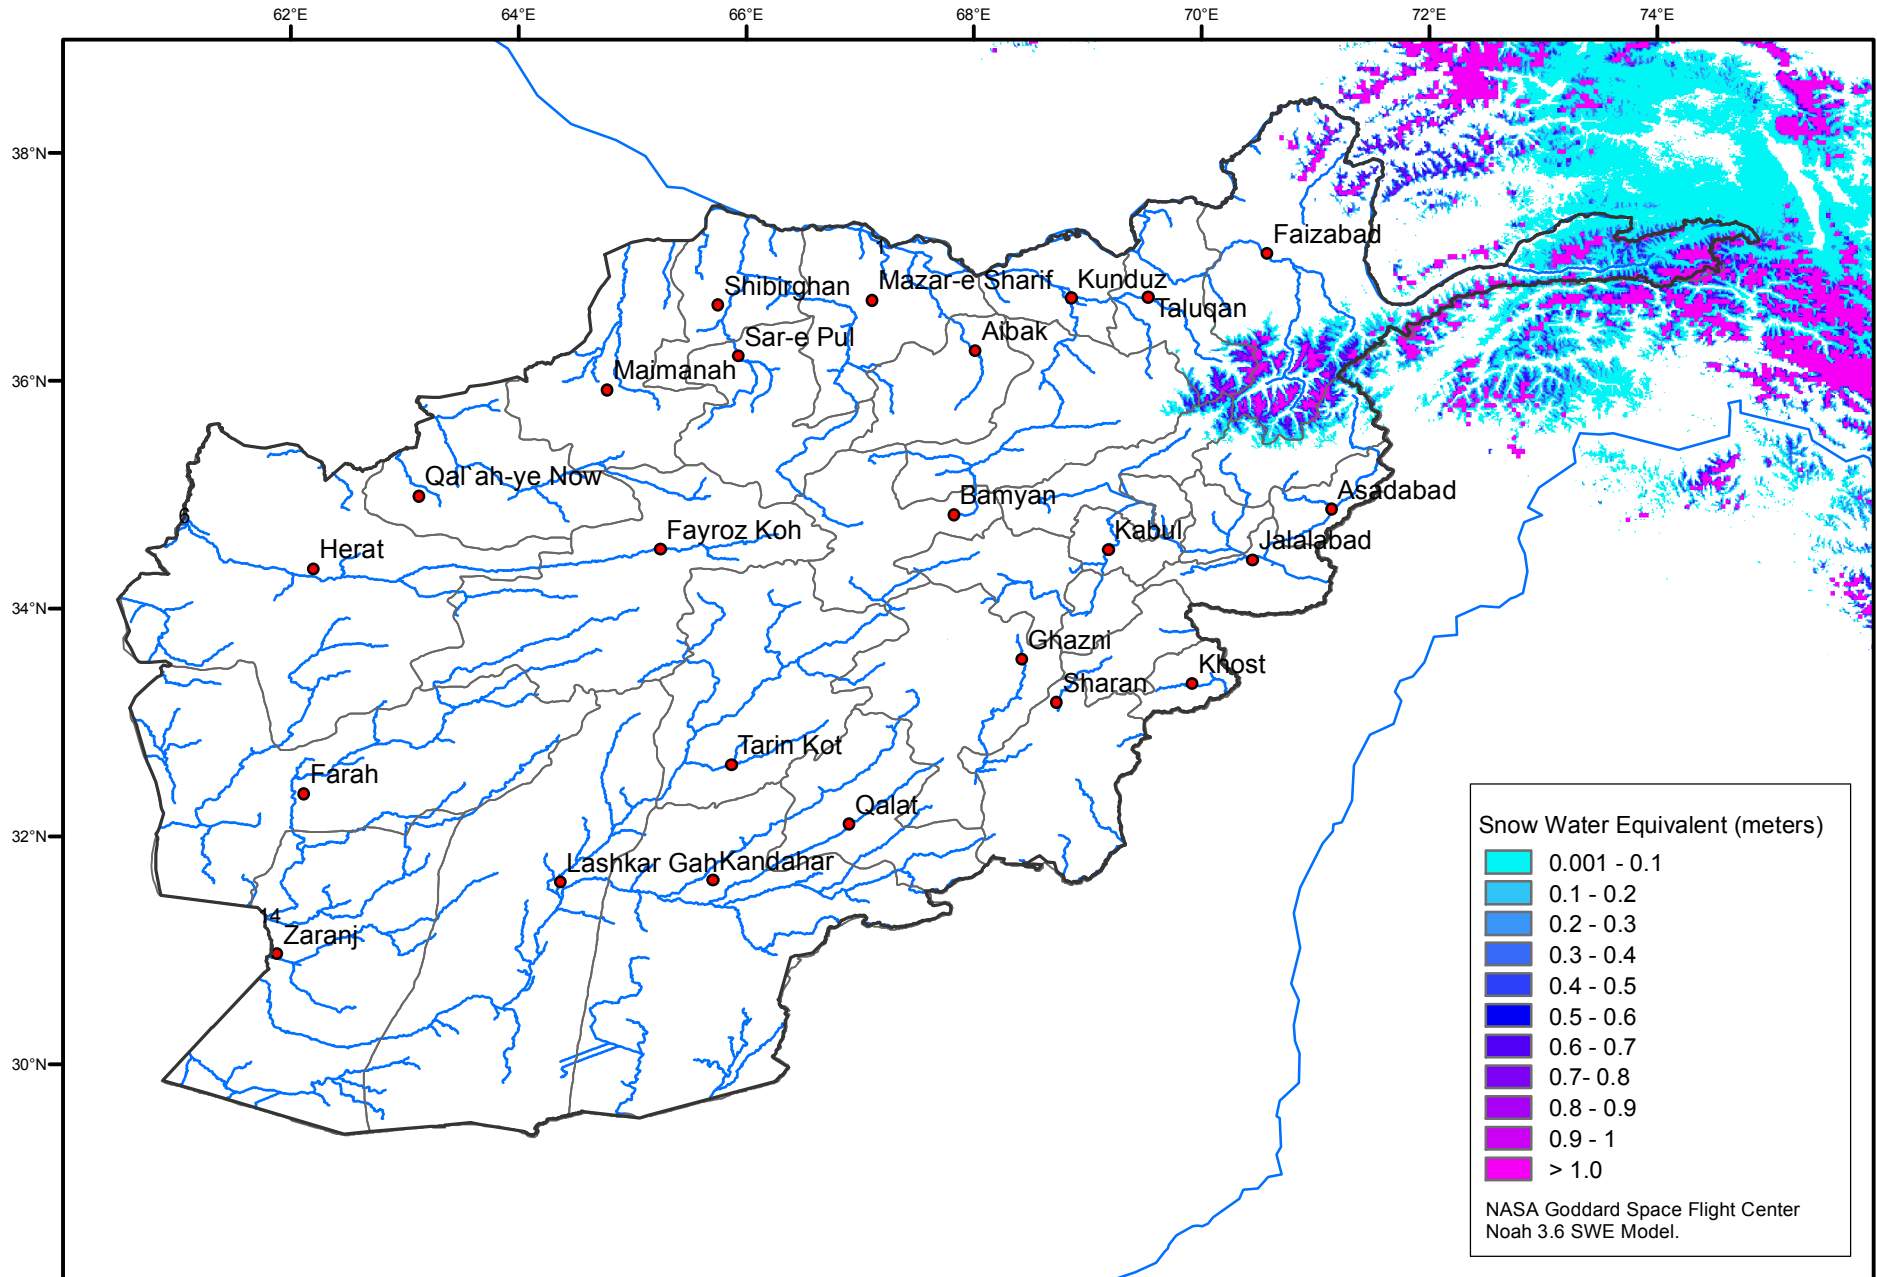 62°E
64°E
66°E
68°E
70°E
72°E
74°E
38°N
36°N
34°N
32°N
30°N
Faizabad
Shibirghan
Mazar-e Sharif
Kunduz
Taluqan
Sar-e Pul
Aibak
Maimanah
Qal`ah-ye Now
Bamyan
Asadabad
6
Fayroz Koh
Kabul
Jalalabad
Herat
Ghazni
Khost
Sharan
Tarin Kot
Farah
Qalat
Lashkar Gah
Kandahar
14
Zaranj
Snow Water Equivalent (meters)
0.001 - 0.1
0.1 - 0.2
0.2 - 0.3
0.3 - 0.4
0.4 - 0.5
0.5 - 0.6
0.6 - 0.7
0.7- 0.8
0.8 - 0.9
0.9 - 1
> 1.0
NASA Goddard Space Flight Center
Noah 3.6 SWE Model.